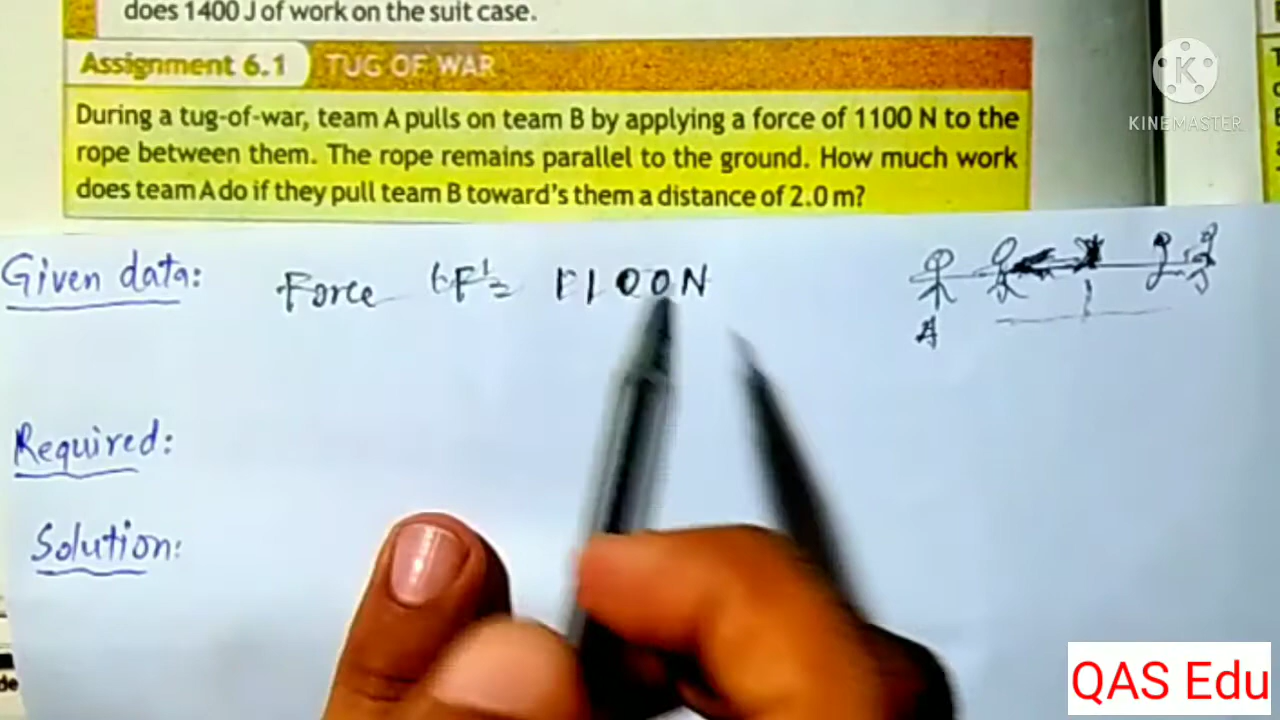 does 1400 J of work on the suit case.
Assignment 6.1 TUG OF WAR
During a tug-of-war, team A pulls on team B by applying a force of 1100 N to the
rope between them. The rope remains parallel to the ground. How much work
does team A do if they pull team B toward's them a distance of 2.0 m?
K
KINEMASTER
Given data: Force "F" = 1100N
A
Required:
Solution:
QAS Edu